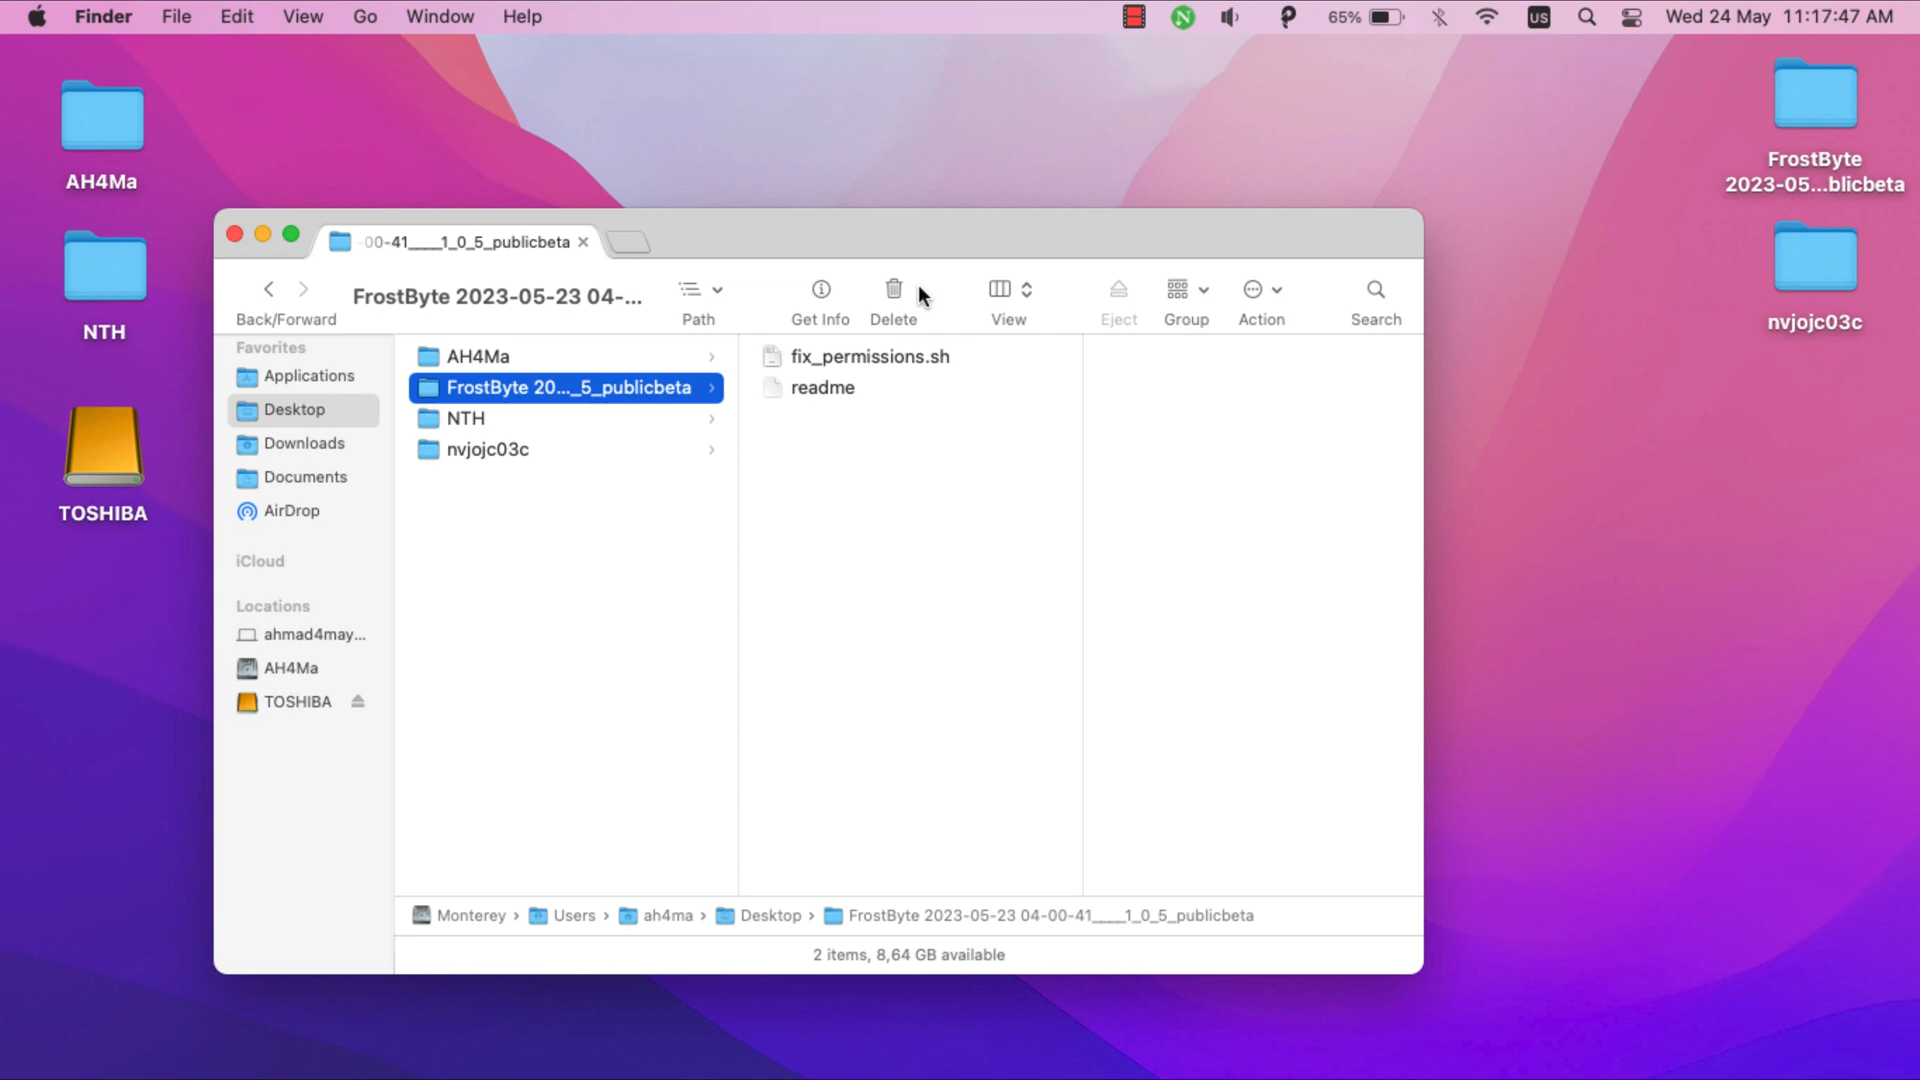 Finder File Edit View Go Window Help 65% US Wed 24 May 11:17:47 AM
AH4Ma
NTH
TOSHIBA
FrostByte
2023-05...blicbeta
nvjojc03c
-00-41____1_0_5_publicbeta
FrostByte 2023-05-23 04-...
Back/Forward Path Get Info Delete View Eject Group Action Search
Favorites
Applications
Desktop
Downloads
Documents
AirDrop
iCloud
Locations
ahmad4may...
AH4Ma
TOSHIBA
AH4Ma
FrostByte 20..._5_publicbeta
NTH
nvjojc03c
fix_permissions.sh
readme
Monterey › Users › ah4ma › Desktop › FrostByte 2023-05-23 04-00-41____1_0_5_publicbeta
2 items, 8,64 GB available